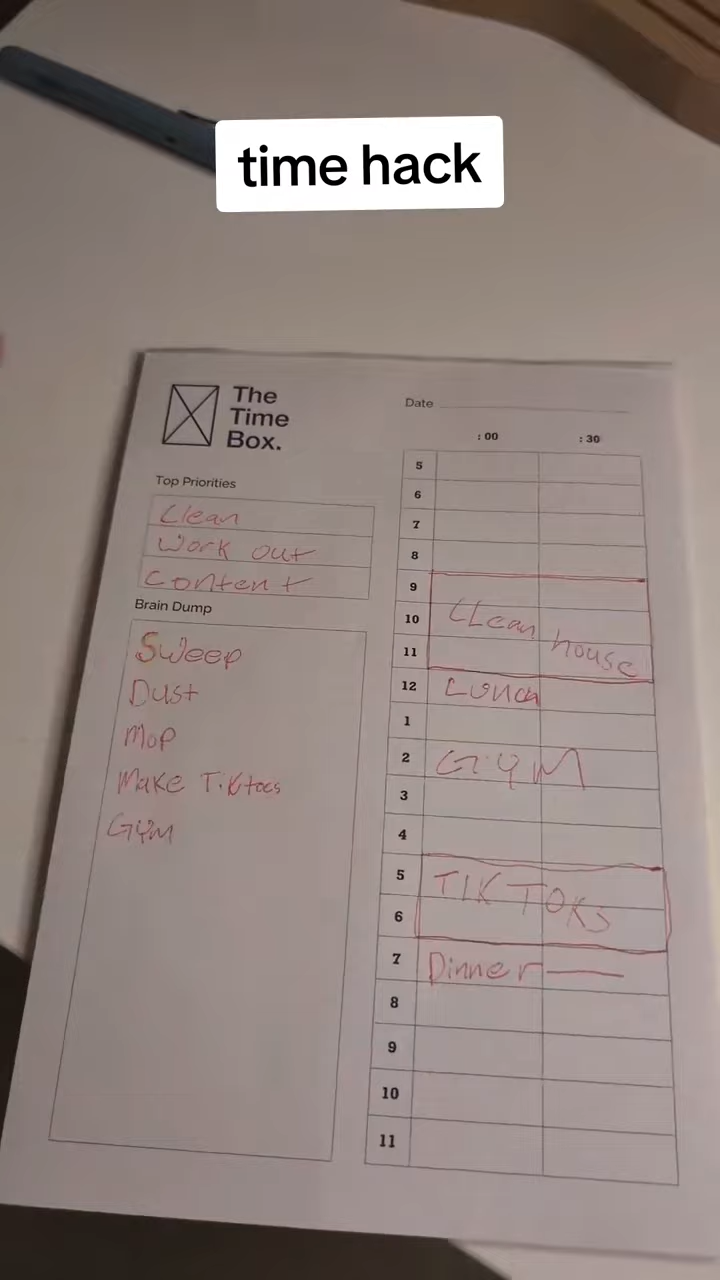 time hack
The
Time
Box.
Date
Top Priorities
Clean
Work out
Content
Brain Dump
Sweep
Dust
Mop
Make Tiktocs
Gym
:00 :30
5
6
7
8
9
10 CLean house
11
12 Lunch
1
2 GYM
3
4
5 TIKTOKS
6
7 Dinner
8
9
10
11